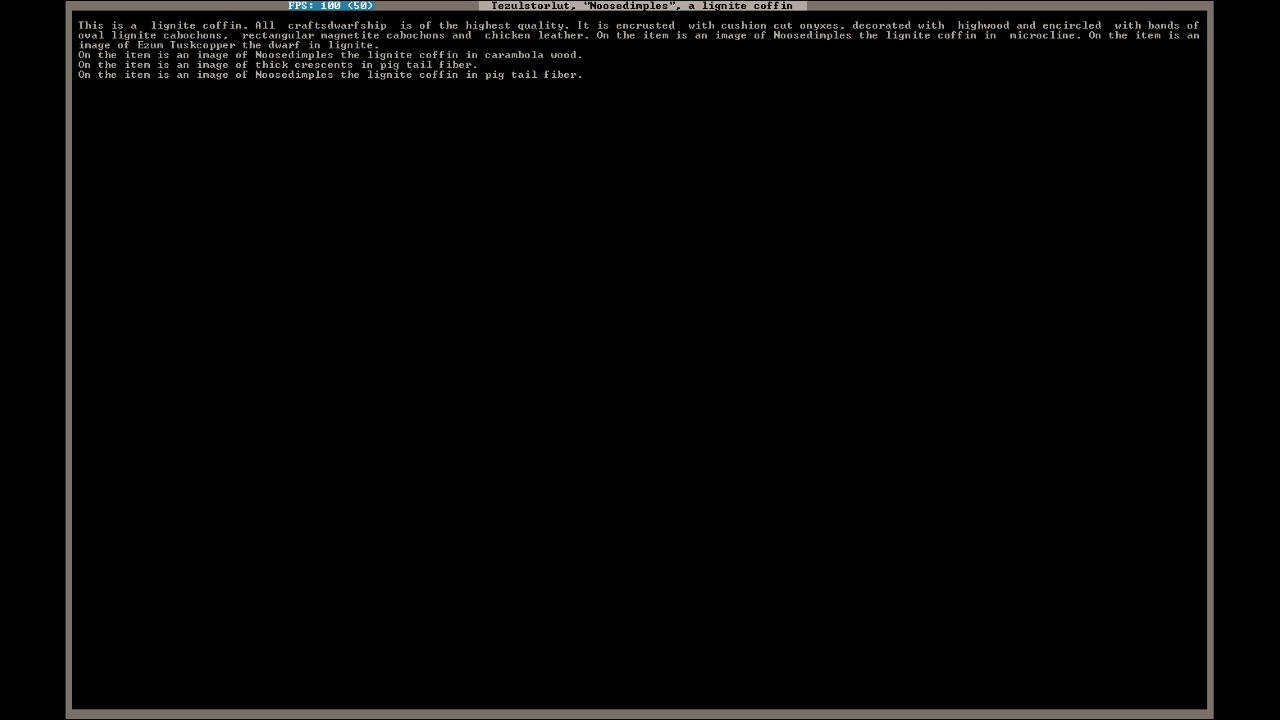 FPS: 100 (50) Tezulstorlut, "Noosedimples", a lignite coffin
This is a lignite coffin. All craftsdwarfship is of the highest quality. It is encrusted with cushion cut onyxes, decorated with highwood and encircled with bands of
oval lignite cabochons, rectangular magnetite cabochons and chicken leather. On the item is an image of Noosedimples the lignite coffin in microcline. On the item is an
image of Ezum Tuskcopper the dwarf in lignite.
On the item is an image of Noosedimples the lignite coffin in carambola wood.
On the item is an image of thick crescents in pig tail fiber.
On the item is an image of Noosedimples the lignite coffin in pig tail fiber.